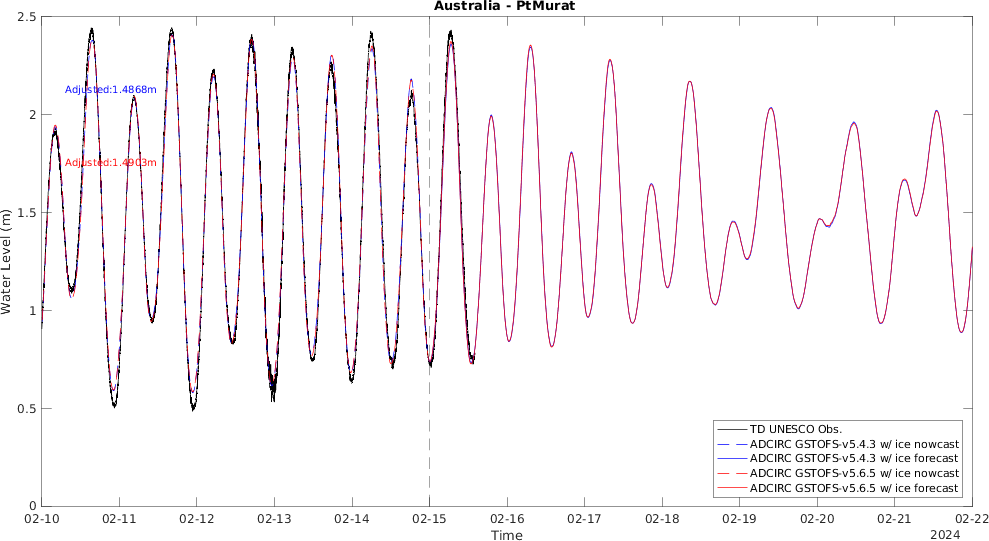 Australia - PtMurat
2.5
2
1.5
1
0.5
0
Water Level (m)
Adjusted:1.4868m
Adjusted:1.4903m
TD UNESCO Obs.
ADCIRC GSTOFS-v5.4.3 w/ ice nowcast
ADCIRC GSTOFS-v5.4.3 w/ ice forecast
ADCIRC GSTOFS-v5.6.5 w/ ice nowcast
ADCIRC GSTOFS-v5.6.5 w/ ice forecast
02-10 02-11 02-12 02-13 02-14 02-15 02-16 02-17 02-18 02-19 02-20 02-21 02-22
Time
2024